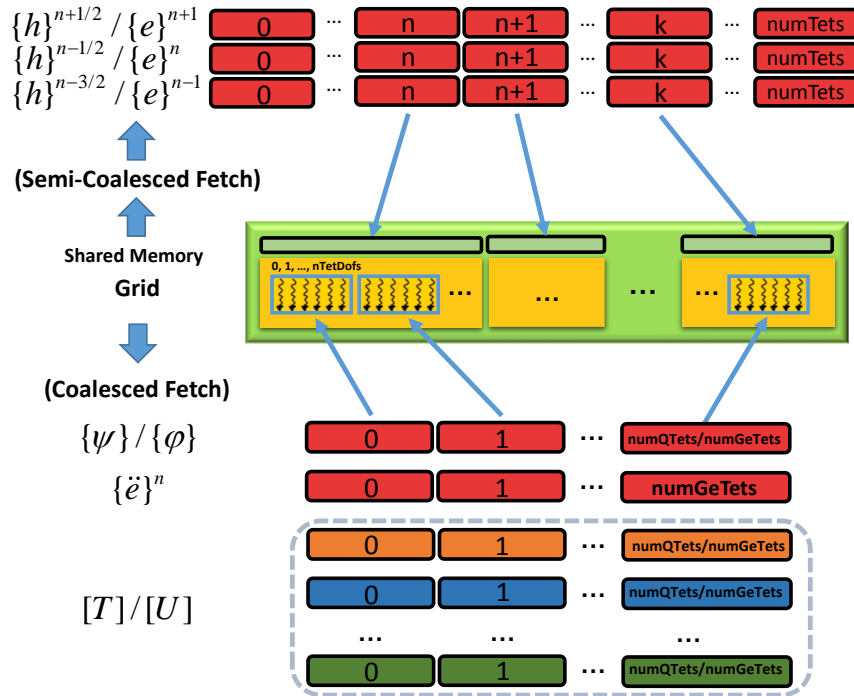 {h}^{n+1/2} / {e}^{n+1} 0 ... n n+1 ... k ... numTets
{h}^{n−1/2} / {e}^{n} 0 ... n n+1 ... k ... numTets
{h}^{n−3/2} / {e}^{n−1} 0 ... n n+1 ... k ... numTets
(Semi-Coalesced Fetch)
Shared Memory
Grid
0, 1, ..., nTetDofs
... ... ... ...
(Coalesced Fetch)
{ψ} / {φ} 0 1 ... numQTets/numGeTets
{ë}^{n} 0 1 ... numGeTets
0 1 ... numQTets/numGeTets
[T] / [U] 0 1 ... numQTets/numGeTets
... ... ...
0 1 ... numQTets/numGeTets